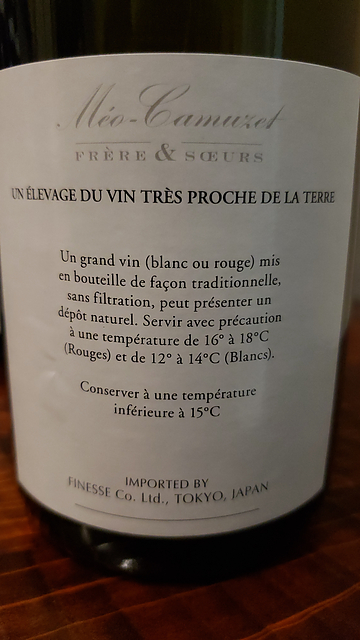 Méo-Camuzet
FRÈRE & SŒURS
UN ÉLEVAGE DU VIN TRÈS PROCHE DE LA TERRE
Un grand vin (blanc ou rouge) mis
en bouteille de façon traditionnelle,
sans filtration, peut présenter un
dépôt naturel. Servir avec précaution
à une température de 16° à 18°C
(Rouges) et de 12° à 14°C (Blancs).
Conserver à une température
inférieure à 15°C
IMPORTED BY
FINESSE Co. Ltd., TOKYO, JAPAN